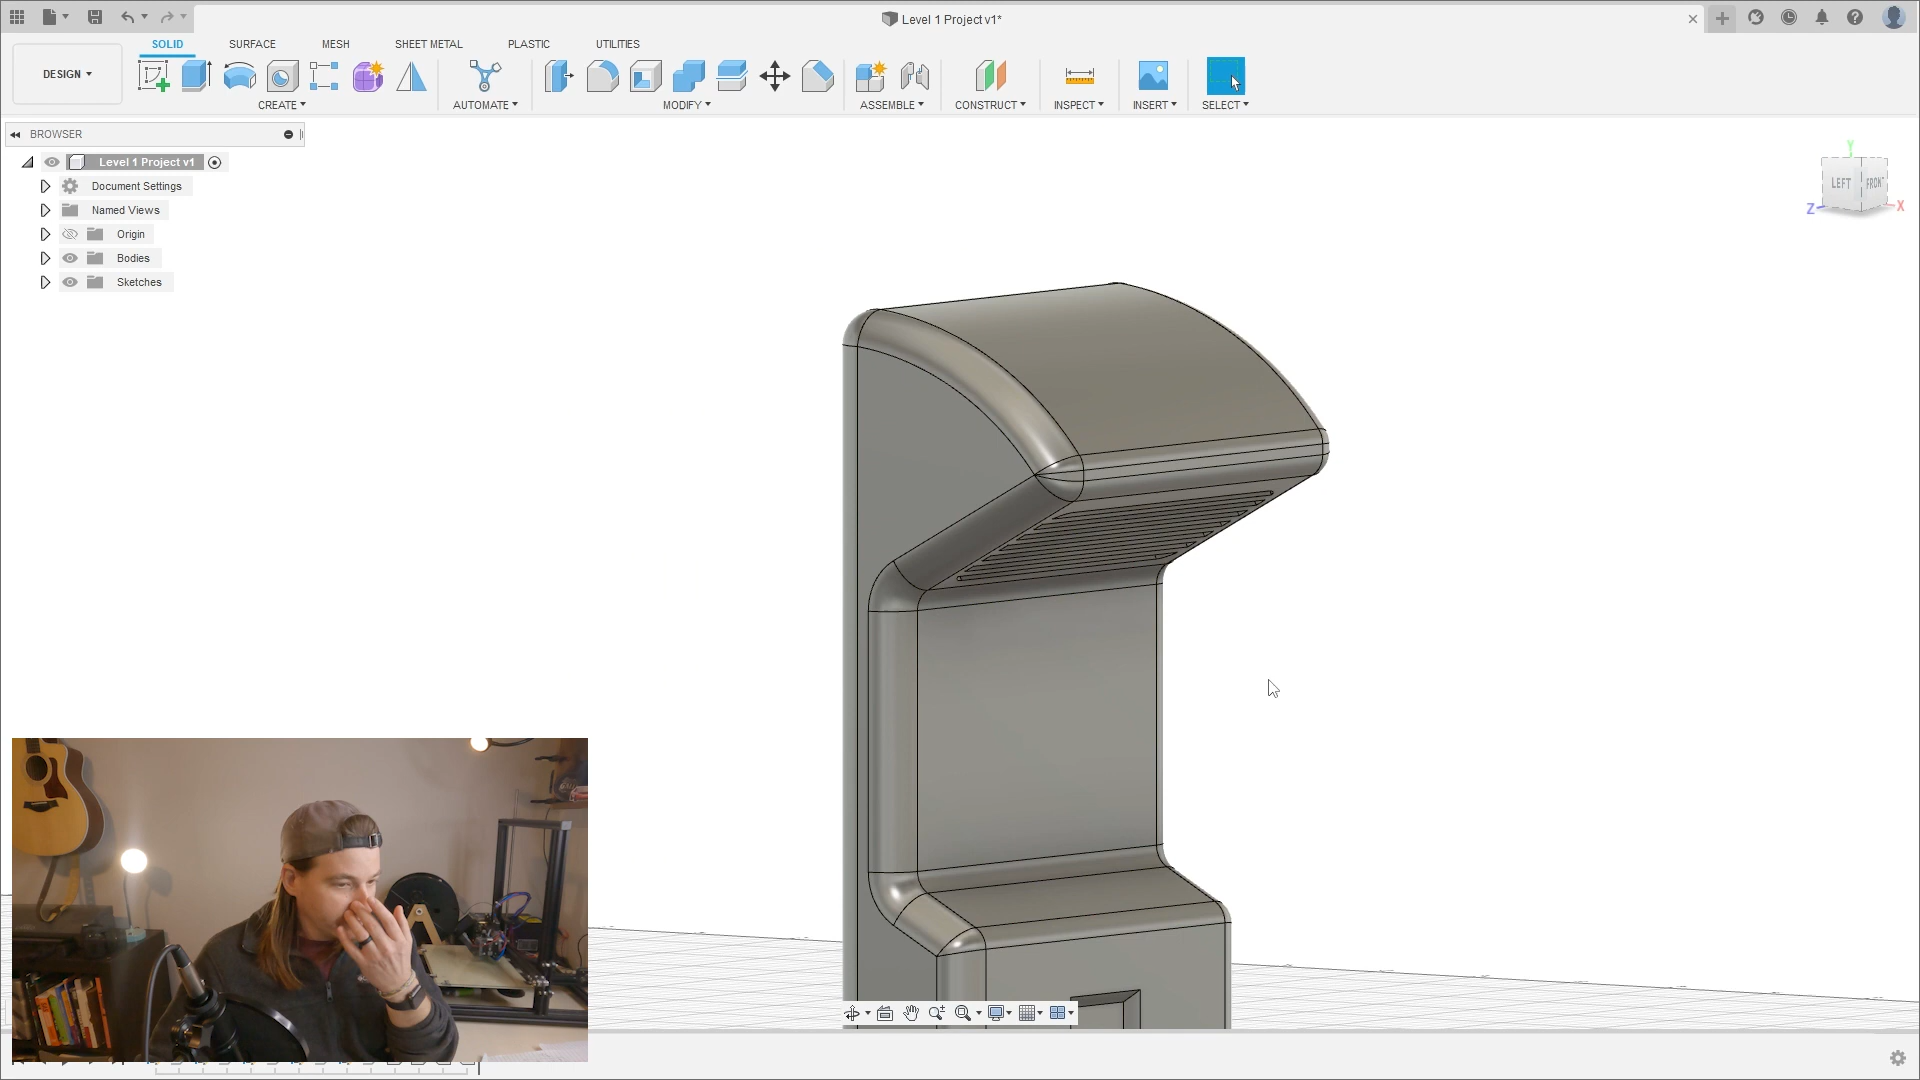 Level 1 Project v1*
DESIGN
SOLID
SURFACE
MESH
SHEET METAL
PLASTIC
UTILITIES
CREATE
AUTOMATE
MODIFY
ASSEMBLE
CONSTRUCT
INSPECT
INSERT
SELECT
BROWSER
Level 1 Project v1
Document Settings
Named Views
Origin
Bodies
Sketches
Y
LEFT
FRONT
Z
X